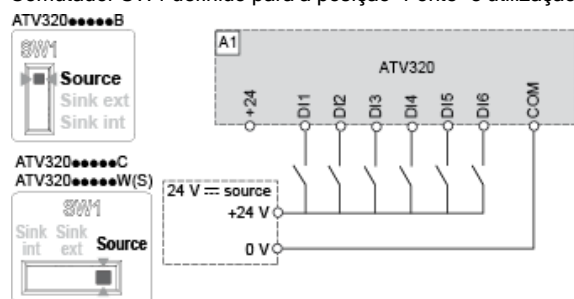 Comutador SW1 definido para a posição "Fonte" e utilização
ATV320●●●●●B
SW1
Source
Sink ext
Sink int
ATV320●●●●●C
ATV320●●●●●W(S)
SW1
Sink int
Sink ext
Source
A1
ATV320
+24
DI1
DI2
DI3
DI4
DI5
DI6
COM
24 V ⎓ source
+24 V
0 V